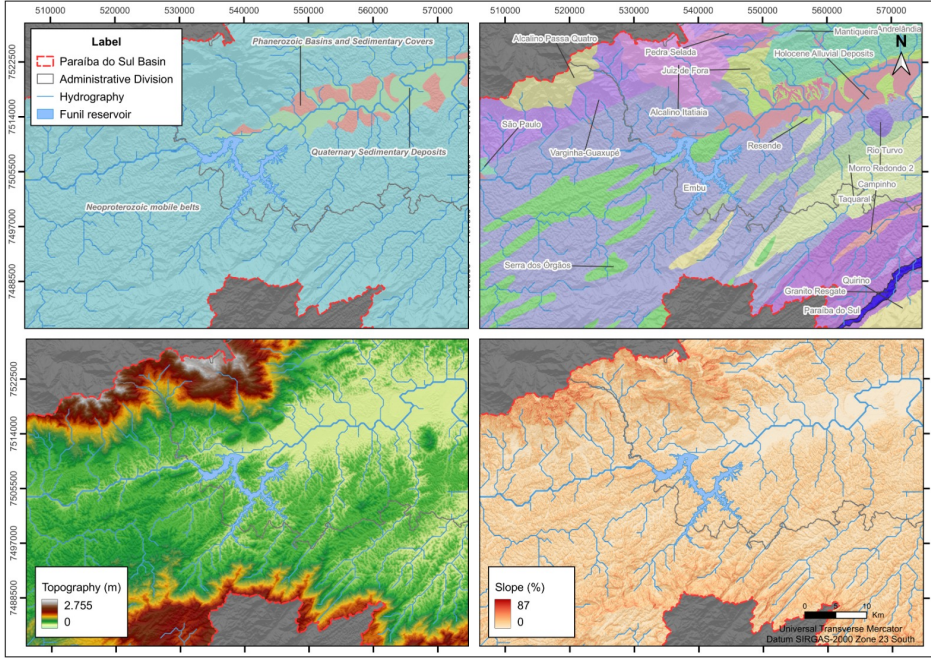 510000 520000 530000 540000 550000 560000 570000
510000 520000 530000 540000 550000 560000 570000
7522500
7514000
7505500
7497000
7488500
Label
Paraíba do Sul Basin
Administrative Division
Hydrography
Funil reservoir
Phanerozoic Basins and Sedimentary Covers
Quaternary Sedimentary Deposits
Neoproterozoic mobile belts
Alcalino Passa Quatro
Pedra Selada
Mantiqueira
Andrelândia
N
Juiz de Fora
Holocene Alluvial Deposits
Alcalino Itatiaia
São Paulo
Varginha-Guaxupé
Resende
Rio Turvo
Morro Redondo 2
Embu
Campinho
Taquaral
Serra dos Órgãos
Quirino
Granito Resgate
Paraíba do Sul
7522500
7514000
7505500
7497000
7488500
Topography (m)
2.755
0
Slope (%)
87
0
0 5 10
Km
Universal Transverse Mercator
Datum SIRGAS-2000 Zone 23 South